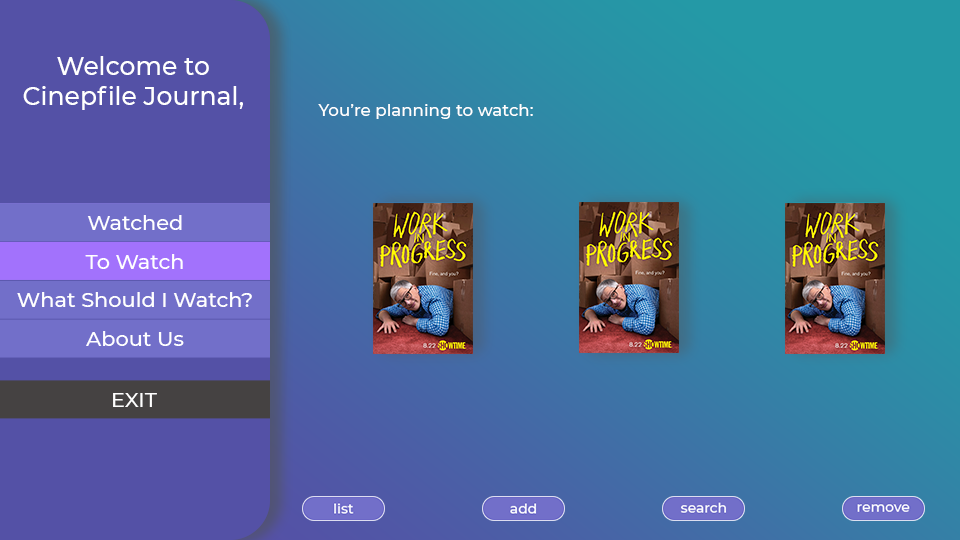 Welcome to
Cinepfile Journal,
Watched
To Watch
What Should I Watch?
About Us
EXIT
You’re planning to watch:
WORK
IN
PROGRESS
Fine, and you?
8.22 SHOWTIME
WORK
IN
PROGRESS
Fine, and you?
8.22 SHOWTIME
WORK
IN
PROGRESS
Fine, and you?
8.22 SHOWTIME
list
add
search
remove